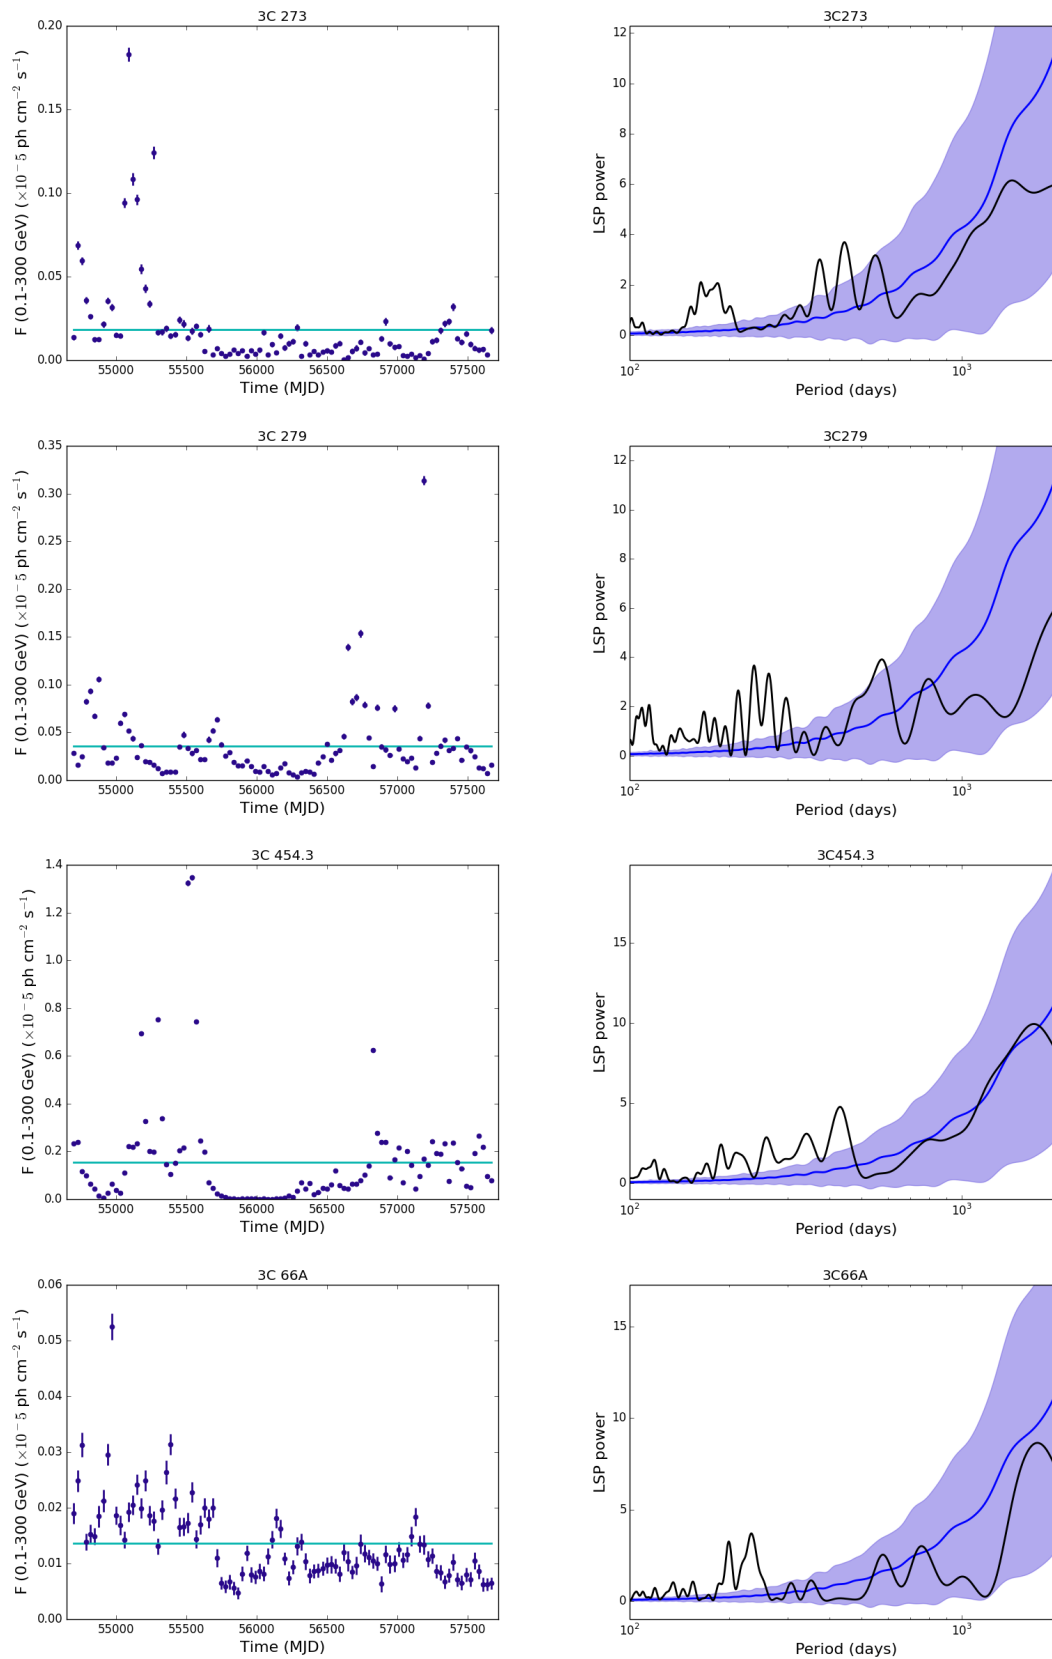 3C 273
F (0.1-300 GeV) (×10⁻ 5 ph cm⁻² s⁻¹)
0.20
0.15
0.10
0.05
0.00
55000 55500 56000 56500 57000 57500
Time (MJD)
3C273
LSP power
12
10
8
6
4
2
0
10² 10³
Period (days)
3C 279
F (0.1-300 GeV) (×10⁻ 5 ph cm⁻² s⁻¹)
0.35
0.30
0.25
0.20
0.15
0.10
0.05
0.00
55000 55500 56000 56500 57000 57500
Time (MJD)
3C279
LSP power
12
10
8
6
4
2
0
10² 10³
Period (days)
3C 454.3
F (0.1-300 GeV) (×10⁻ 5 ph cm⁻² s⁻¹)
1.4
1.2
1.0
0.8
0.6
0.4
0.2
0.0
55000 55500 56000 56500 57000 57500
Time (MJD)
3C454.3
LSP power
15
10
5
0
10² 10³
Period (days)
3C 66A
F (0.1-300 GeV) (×10⁻ 5 ph cm⁻² s⁻¹)
0.06
0.05
0.04
0.03
0.02
0.01
0.00
55000 55500 56000 56500 57000 57500
Time (MJD)
3C66A
LSP power
15
10
5
0
10² 10³
Period (days)